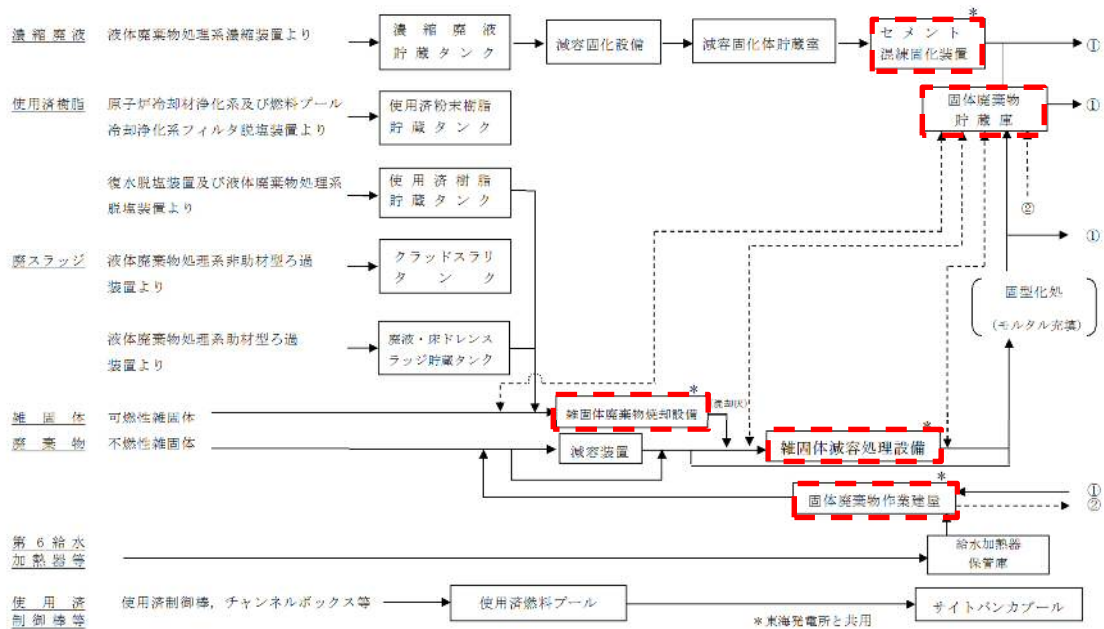 濃縮廃液 液体廃棄物処理系濃縮装置より
濃縮廃液
貯蔵タンク
減容固化設備
減容固化体貯蔵室
*
セメント
混練固化装置
①
使用済樹脂 原子炉冷却材浄化系及び燃料プール
冷却浄化系フィルタ脱塩装置より
使用済粉末樹脂
貯蔵タンク
固体廃棄物
貯蔵庫
①
復水脱塩装置及び液体廃棄物処理系
脱塩装置より
使用済樹脂
貯蔵タンク
②
①
廃スラッジ 液体廃棄物処理系非助材型ろ過
装置より
クラッドスラリ
タンク
固型化処
(モルタル充填)
液体廃棄物処理系助材型ろ過
装置より
廃液・床ドレンス
ラッジ貯蔵タンク
雑固体 可燃性雑固体
*
雑固体廃棄物焼却設備
廃棄物 不燃性雑固体
減容装置
*
雑固体減容処理設備
*
固体廃棄物作業建屋
①
②
第6給水
加熱器等
給水加熱器
保管庫
使用済
制御棒等
使用済制御棒,チャンネルボックス等
使用済燃料プール
サイトバンカプール
*東海発電所と共用